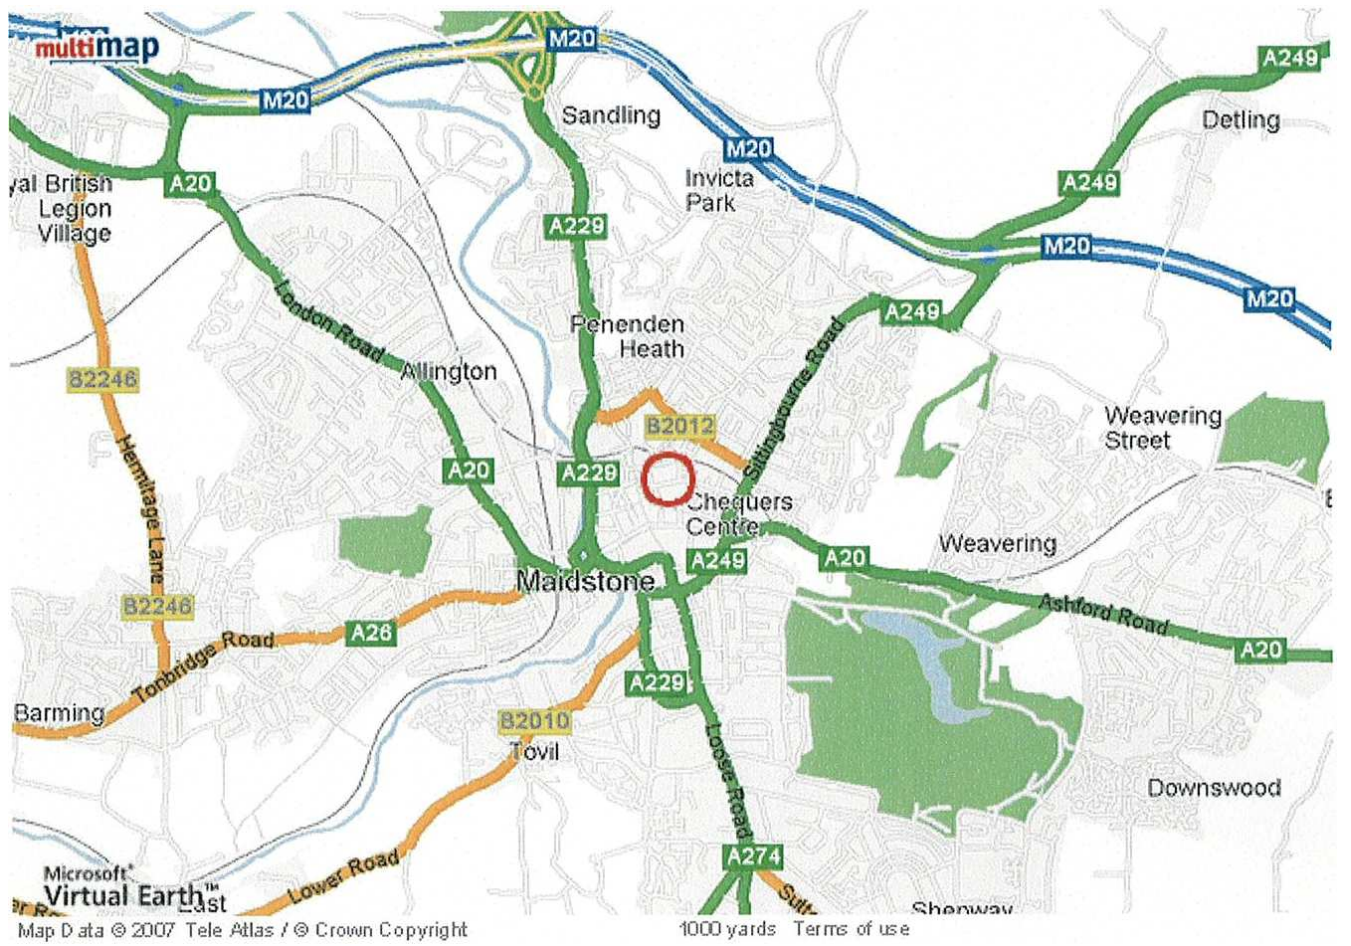 multimap
M20
A249
M20
Sandling
Detling
M20
Invicta
Park
A249
yal British
Legion
Village
A20
A229
M20
M20
A249
London Road
Penenden
Heath
Sittingbourne Road
Allington
B2246
B2012
Weavering
Street
Hermitage Lane
A20
A229
Chequers
Centre
Weavering
A249
A20
Maidstone
B2246
Ashford Road
A26
Tonbridge Road
A20
A229
Barming
B2010
Tovil
Loose Road
Downswood
A274
Lower Road
Microsoft®
Virtual Earth™
East
Sutt
Shepway
Map Data © 2007 Tele Atlas / © Crown Copyright
1000 yards Terms of use